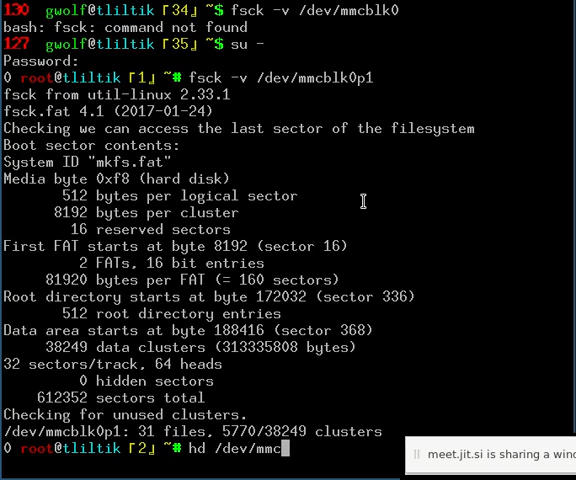 130 gwolf@tliltik『34』~$ fsck -v /dev/mmcblk0
bash: fsck: command not found
127 gwolf@tliltik『35』~$ su -
Password:
0 root@tliltik『1』~# fsck -v /dev/mmcblk0p1
fsck from util-linux 2.33.1
fsck.fat 4.1 (2017-01-24)
Checking we can access the last sector of the filesystem
Boot sector contents:
System ID "mkfs.fat"
Media byte 0xf8 (hard disk)
512 bytes per logical sector
8192 bytes per cluster
16 reserved sectors
First FAT starts at byte 8192 (sector 16)
2 FATs, 16 bit entries
81920 bytes per FAT (= 160 sectors)
Root directory starts at byte 172032 (sector 336)
512 root directory entries
Data area starts at byte 188416 (sector 368)
38249 data clusters (313335808 bytes)
32 sectors/track, 64 heads
0 hidden sectors
612352 sectors total
Checking for unused clusters.
/dev/mmcblk0p1: 31 files, 5770/38249 clusters
0 root@tliltik『2』~# hd /dev/mmc
meet.jit.si is sharing a wind